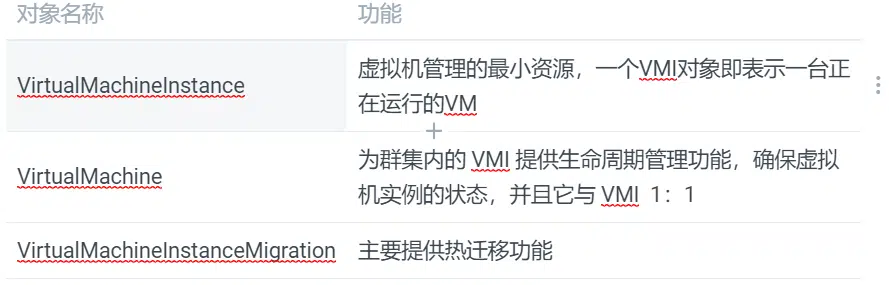 对象名称 功能
VirtualMachineInstance 虚拟机管理的最小资源，一个VMI对象即表示一台正
在运行的VM
VirtualMachine 为群集内的 VMI 提供生命周期管理功能，确保虚拟
机实例的状态，并且它与 VMI 1：1
VirtualMachineInstanceMigration 主要提供热迁移功能